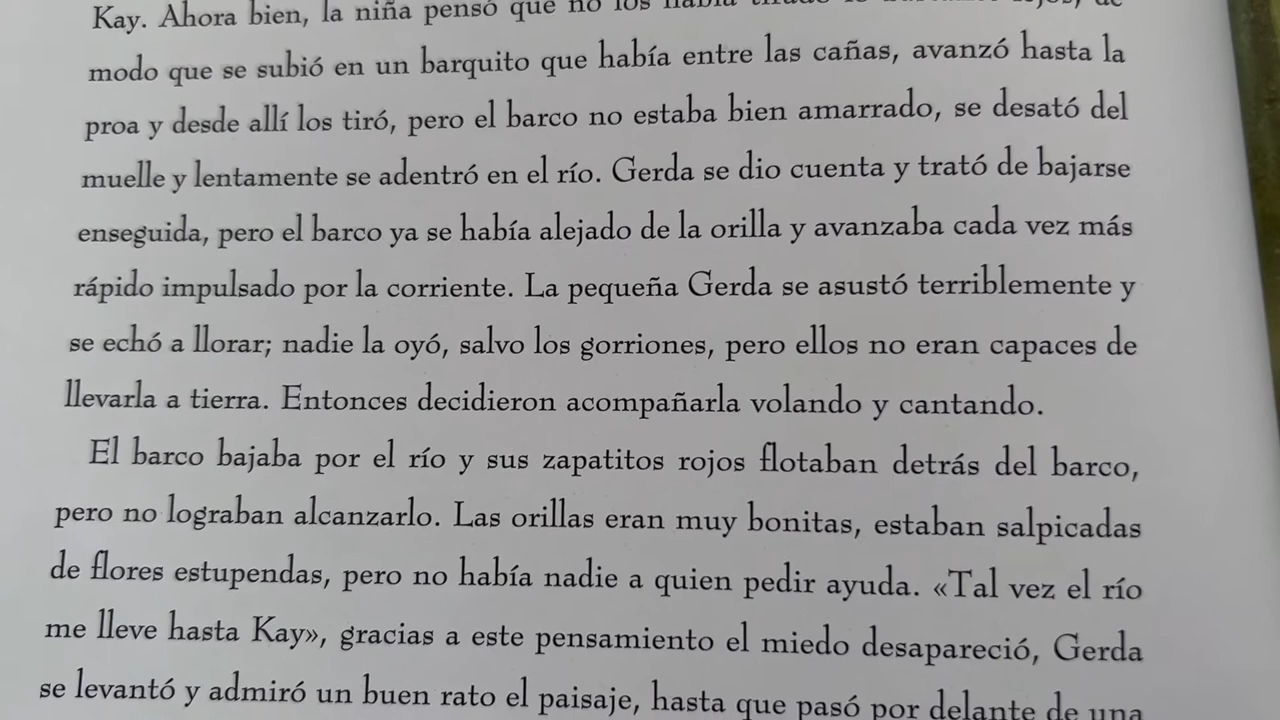 Kay. Ahora bien, la niña pensó que no los había
modo que se subió en un barquito que había entre las cañas, avanzó hasta la
proa y desde allí los tiró, pero el barco no estaba bien amarrado, se desató del
muelle y lentamente se adentró en el río. Gerda se dio cuenta y trató de bajarse
enseguida, pero el barco ya se había alejado de la orilla y avanzaba cada vez más
rápido impulsado por la corriente. La pequeña Gerda se asustó terriblemente y
se echó a llorar; nadie la oyó, salvo los gorriones, pero ellos no eran capaces de
llevarla a tierra. Entonces decidieron acompañarla volando y cantando.
El barco bajaba por el río y sus zapatitos rojos flotaban detrás del barco,
pero no lograban alcanzarlo. Las orillas eran muy bonitas, estaban salpicadas
de flores estupendas, pero no había nadie a quien pedir ayuda. «Tal vez el río
me lleve hasta Kay», gracias a este pensamiento el miedo desapareció, Gerda
se levantó y admiró un buen rato el paisaje, hasta que pasó por delante de una